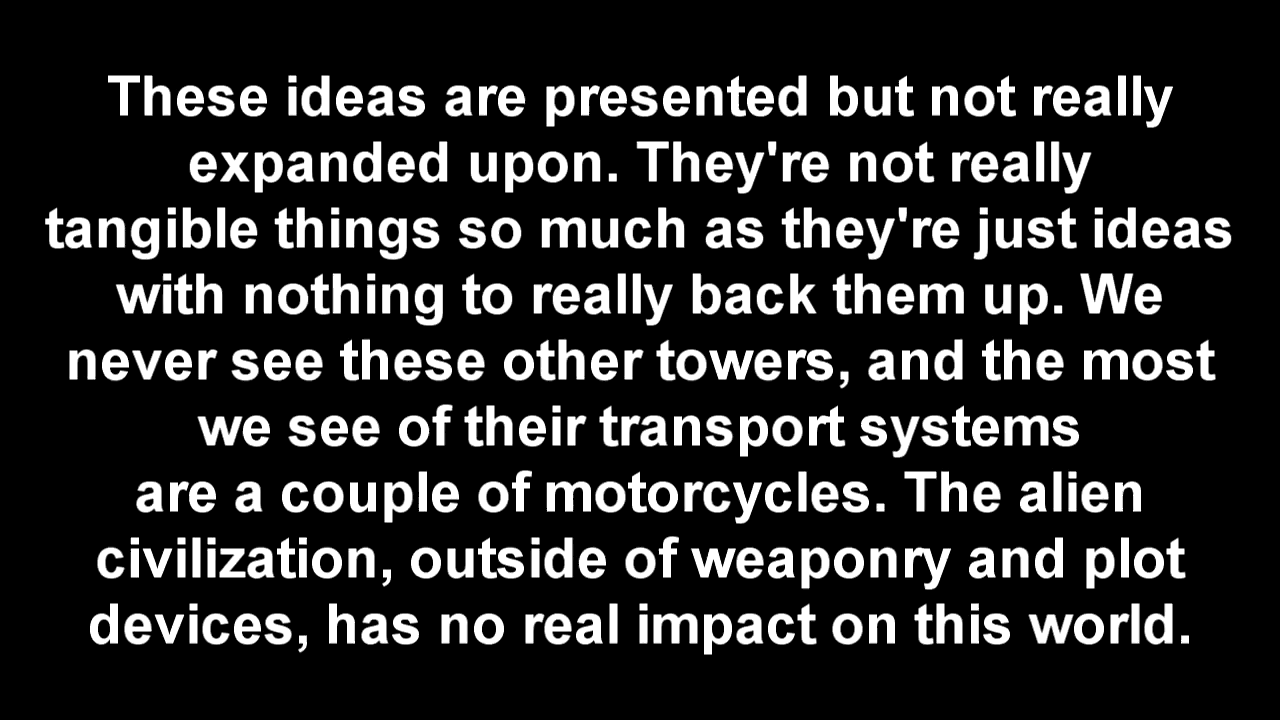 These ideas are presented but not really
expanded upon. They're not really
tangible things so much as they're just ideas
with nothing to really back them up. We
never see these other towers, and the most
we see of their transport systems
are a couple of motorcycles. The alien
civilization, outside of weaponry and plot
devices, has no real impact on this world.